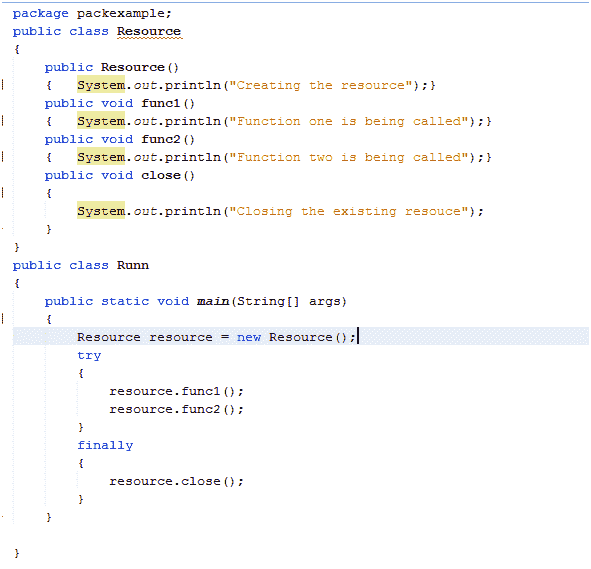 package packexample;
public class Resource
{
    public Resource()
    {   System.out.println("Creating the resource");}
    public void func1()
    {   System.out.println("Function one is being called");}
    public void func2()
    {   System.out.println("Function two is being called");}
    public void close()
    {
        System.out.println("Closing the existing resouce");
    }
}
public class Runn
{
    public static void main(String[] args)
    {
        Resource resource = new Resource();
        try
        {
            resource.func1();
            resource.func2();
        }
        finally
        {
            resource.close();
        }
    }
}